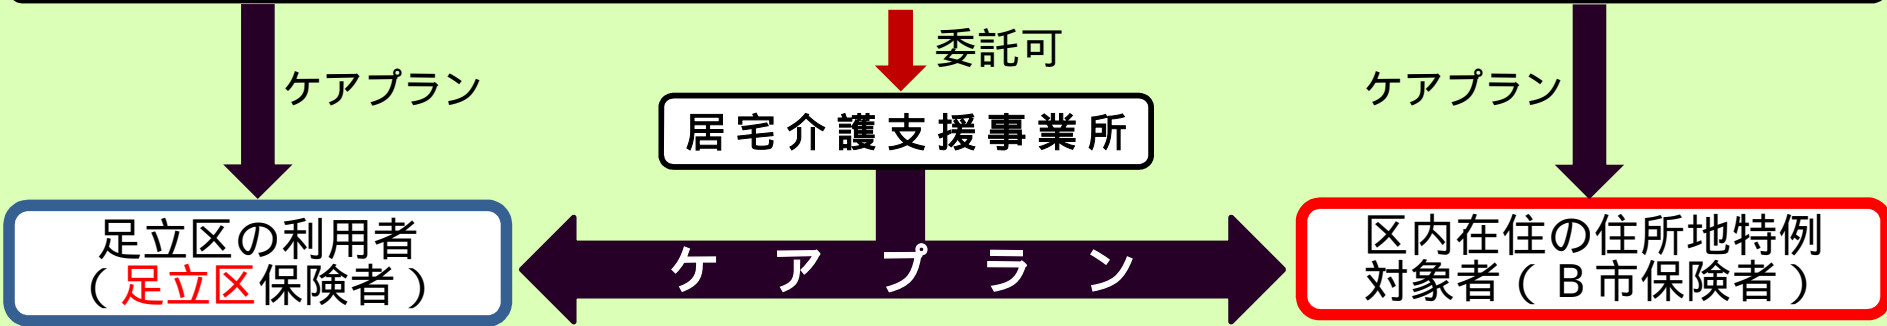 委託可
ケアプラン
ケアプラン
居宅介護支援事業所
足立区の利用者
（足立区保険者）
ケアプラン
区内在住の住所地特例
対象者（Ｂ市保険者）